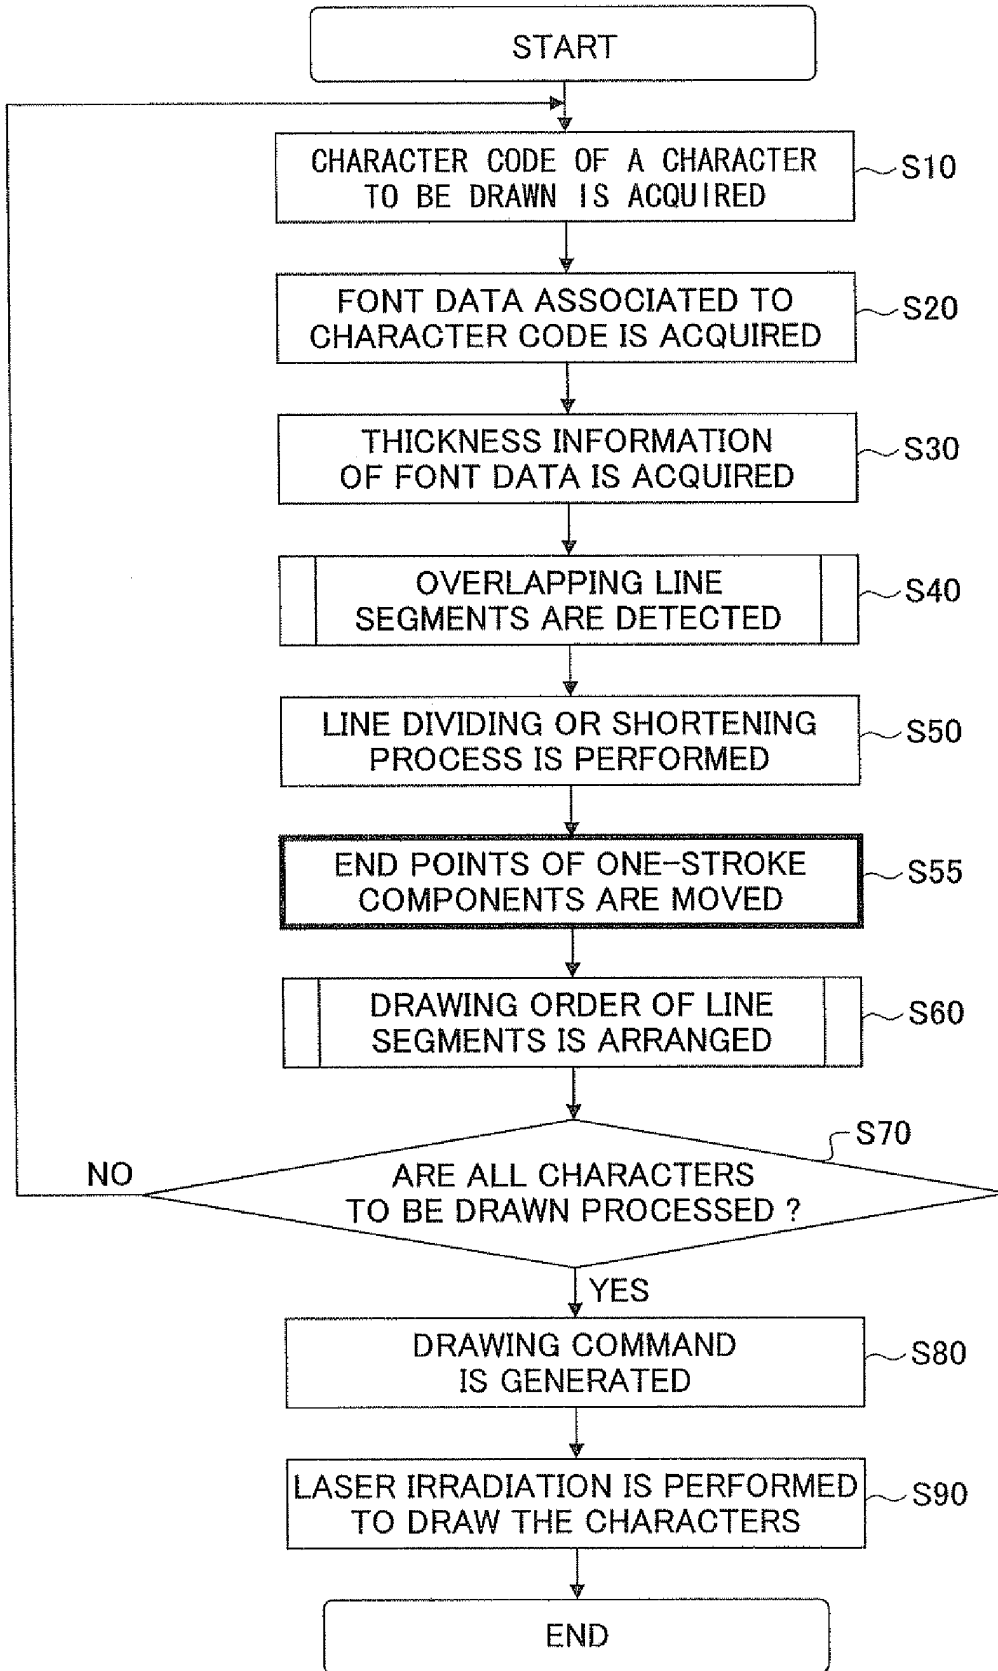 START
CHARACTER CODE OF A CHARACTER
TO BE DRAWN IS ACQUIRED
S10
FONT DATA ASSOCIATED TO
CHARACTER CODE IS ACQUIRED
S20
THICKNESS INFORMATION
OF FONT DATA IS ACQUIRED
S30
OVERLAPPING LINE
SEGMENTS ARE DETECTED
S40
LINE DIVIDING OR SHORTENING
PROCESS IS PERFORMED
S50
END POINTS OF ONE-STROKE
COMPONENTS ARE MOVED
S55
DRAWING ORDER OF LINE
SEGMENTS IS ARRANGED
S60
S70
NO
ARE ALL CHARACTERS
TO BE DRAWN PROCESSED ?
YES
DRAWING COMMAND
IS GENERATED
S80
LASER IRRADIATION IS PERFORMED
TO DRAW THE CHARACTERS
S90
END